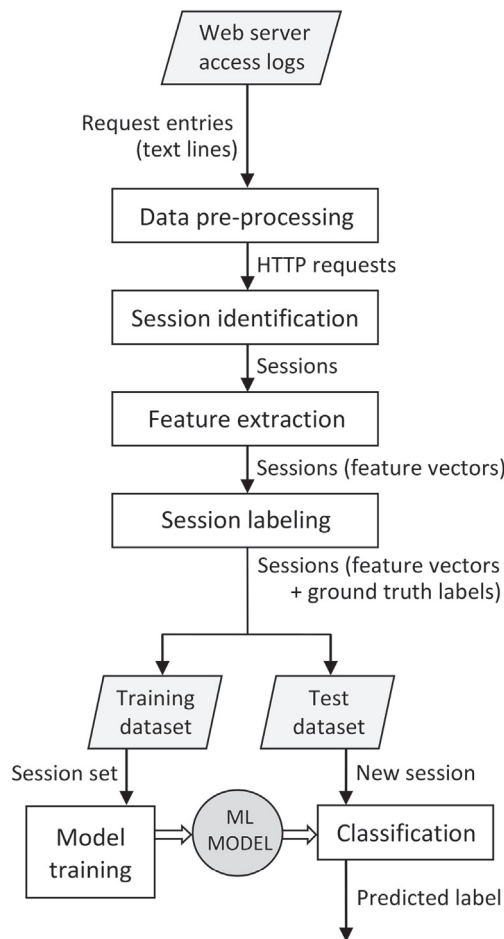 Web server
access logs
Request entries
(text lines)
Data pre-processing
HTTP requests
Session identification
Sessions
Feature extraction
Sessions (feature vectors)
Session labeling
Sessions (feature vectors
+ ground truth labels)
Training
dataset
Test
dataset
Session set
New session
Model
training
ML
MODEL
Classification
Predicted label